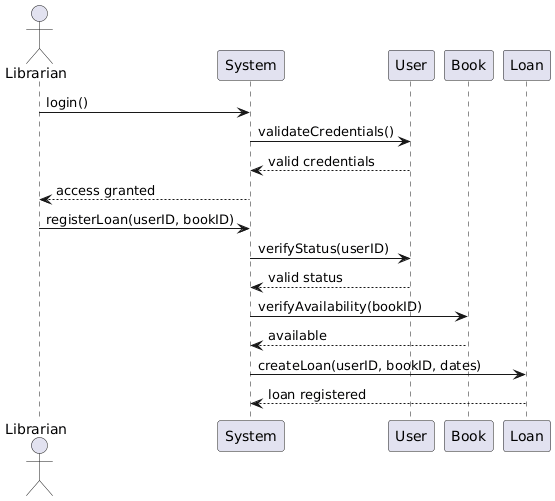 Librarian
System
User
Book
Loan
login()
validateCredentials()
valid credentials
access granted
registerLoan(userID, bookID)
verifyStatus(userID)
valid status
verifyAvailability(bookID)
available
createLoan(userID, bookID, dates)
loan registered
Librarian
System
User
Book
Loan